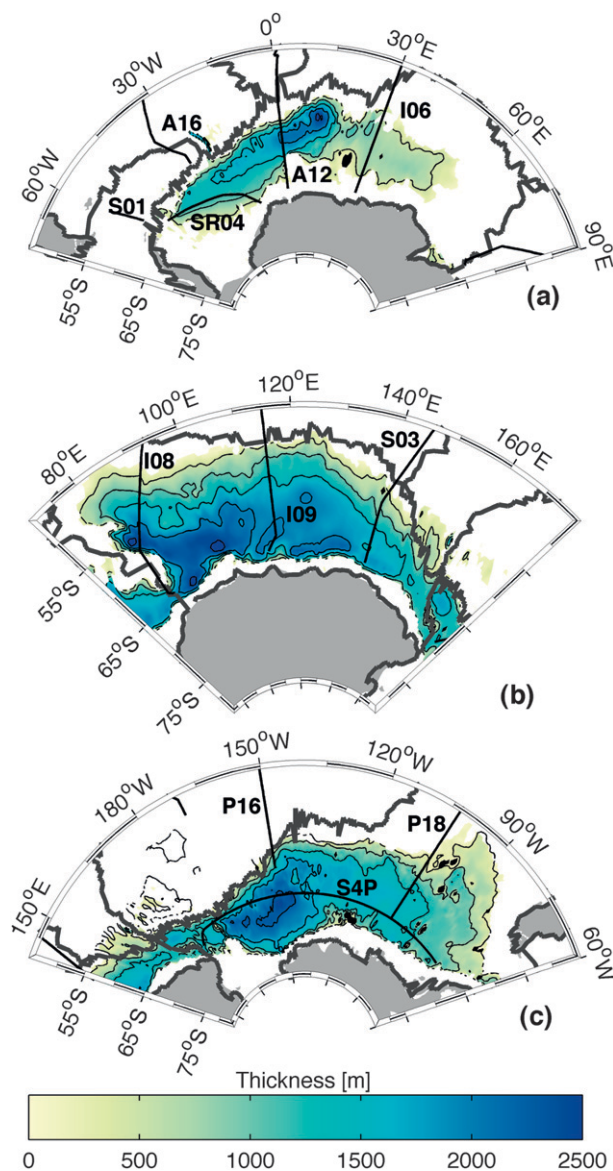 0°
30°W
30°E
A16
I06
60°E
60°W
A12
S01
SR04
90°E
55°S
65°S
75°S
(a)
120°E
100°E
140°E
80°E
S03
160°E
I08
I09
55°S
65°S
75°S
(b)
150°W
120°W
180°W
P16
P18
90°W
S4P
150°E
60°W
55°S
65°S
75°S
(c)
Thickness [m]
0 500 1000 1500 2000 2500